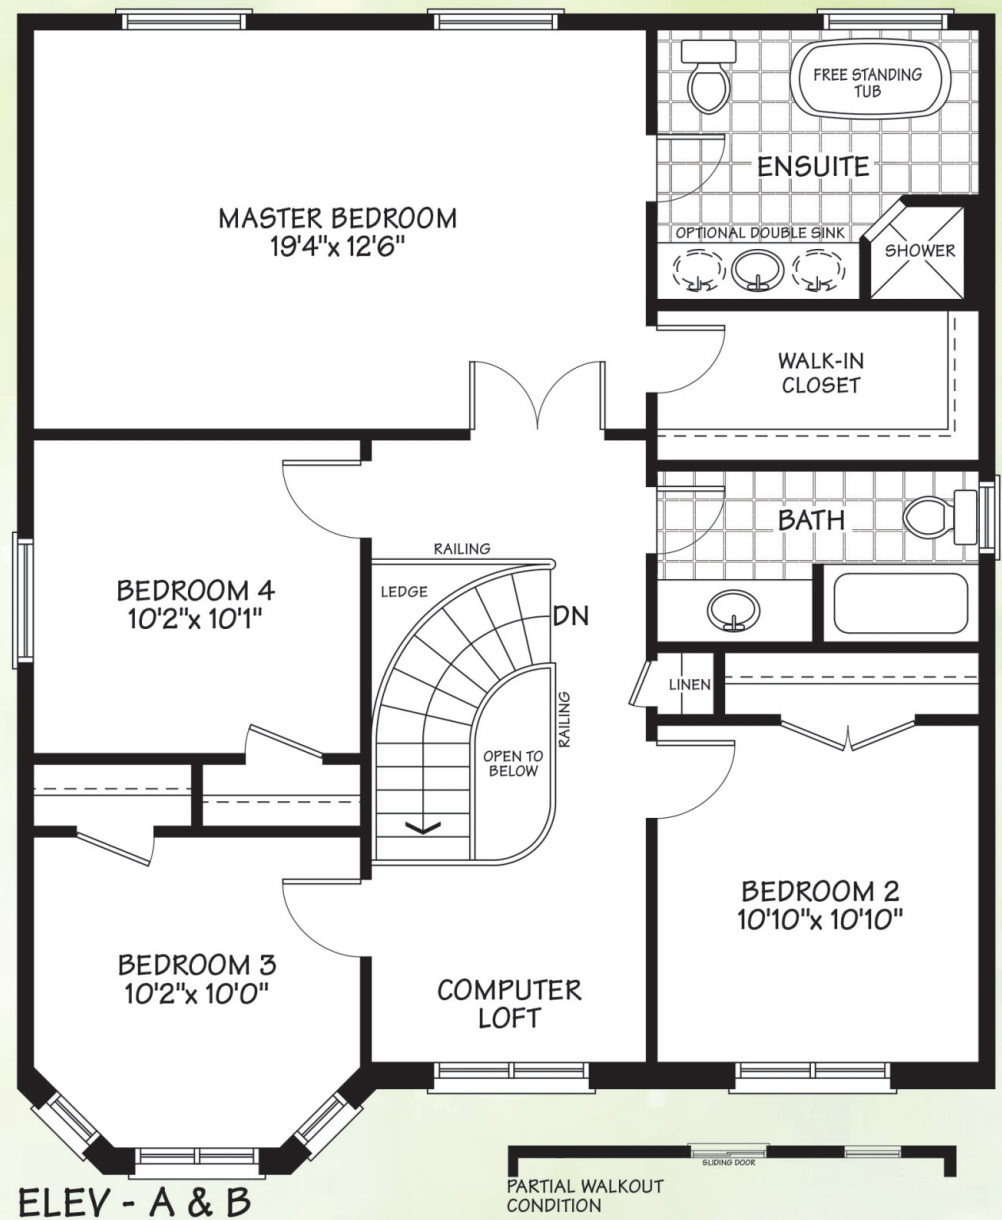 FREE STANDING
TUB
ENSUITE
MASTER BEDROOM
19'4"x 12'6"
OPTIONAL DOUBLE SINK
SHOWER
WALK-IN
CLOSET
BATH
RAILING
LEDGE
BEDROOM 4
10'2"x 10'1"
DN
LINEN
RAILING
OPEN TO
BELOW
BEDROOM 2
10'10"x 10'10"
BEDROOM 3
10'2"x 10'0"
COMPUTER
LOFT
SLIDING DOOR
PARTIAL WALKOUT
CONDITION
ELEV - A & B